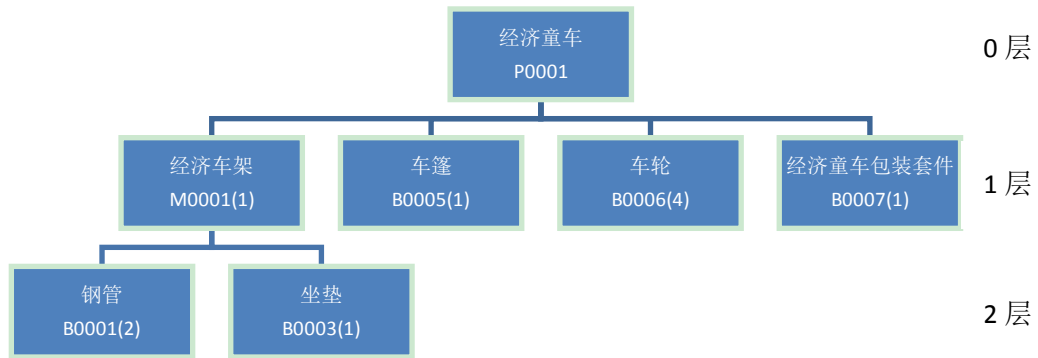 经济童车
P0001
0 层
经济车架
M0001(1)
车篷
B0005(1)
车轮
B0006(4)
经济童车包装套件
B0007(1)
1 层
钢管
B0001(2)
坐垫
B0003(1)
2 层